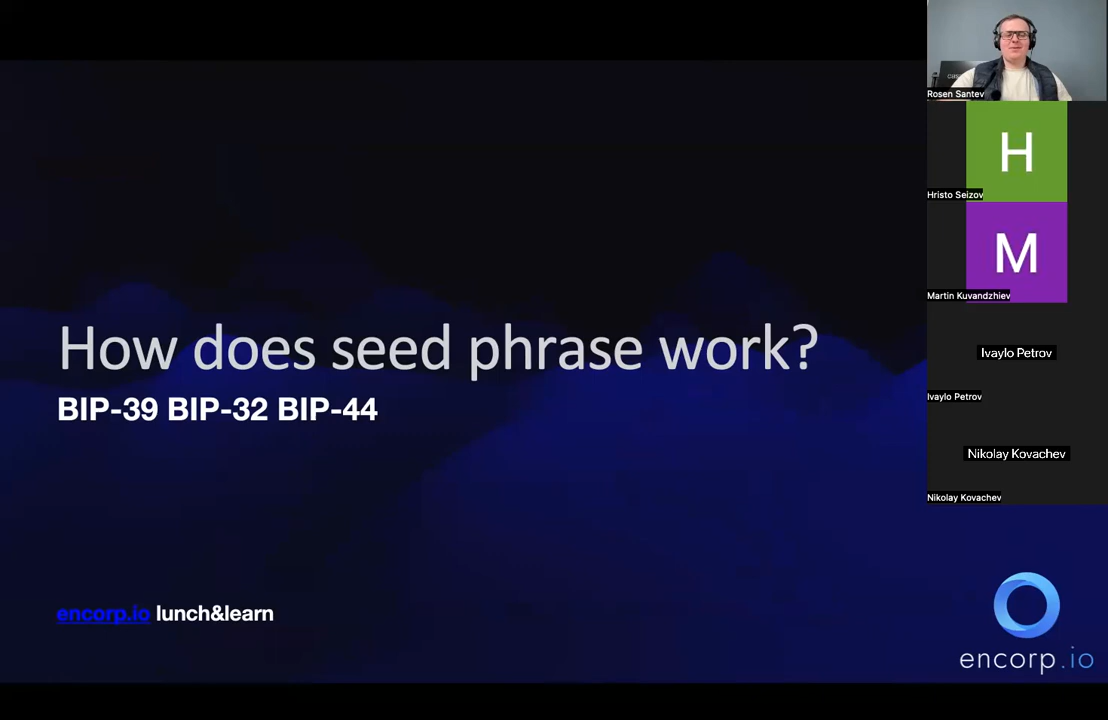 How does seed phrase work?
BIP-39 BIP-32 BIP-44
encorp.io lunch&learn
Rosen Santev
H
Hristo Seizov
M
Martin Kuvandzhiev
Ivaylo Petrov
Ivaylo Petrov
Nikolay Kovachev
Nikolay Kovachev
encorp.io